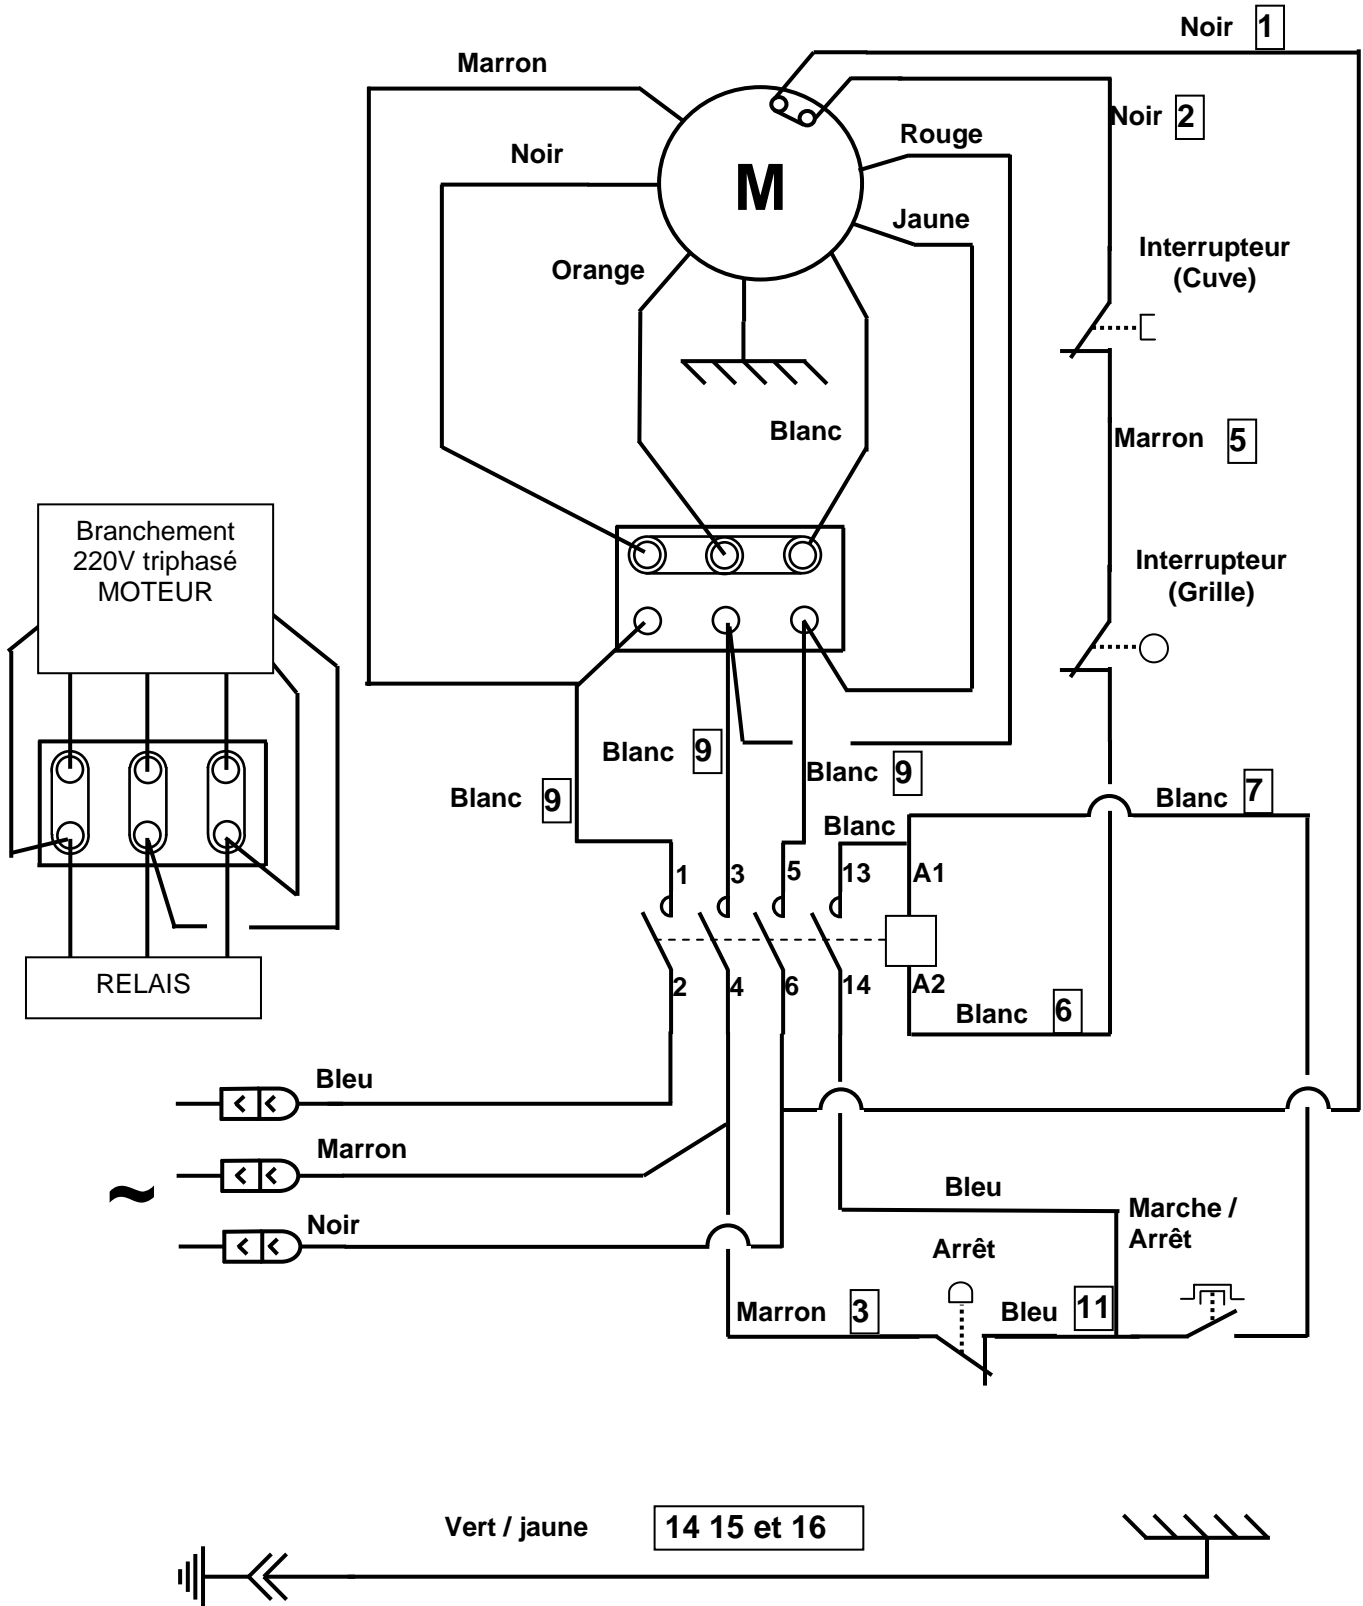 Noir 1
Marron
Noir 2
Rouge
Noir
M
Jaune
Interrupteur
(Cuve)
Orange
Blanc
Marron 5
Branchement
220V triphasé
MOTEUR
Interrupteur
(Grille)
Blanc 9
Blanc 9
Blanc 9
Blanc 7
Blanc
1
3
5
13
A1
2
4
6
14
A2
RELAIS
Blanc 6
Bleu
Marron
~
Noir
Bleu
Marche /
Arrêt
Arrêt
Marron 3
Bleu 11
Vert / jaune 14 15 et 16